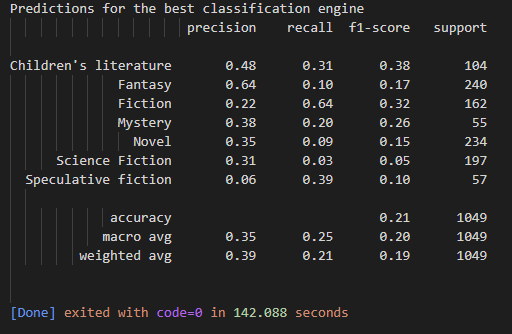 Predictions for the best classification engine
precision recall f1-score support
Children's literature 0.48 0.31 0.38 104
Fantasy 0.64 0.10 0.17 240
Fiction 0.22 0.64 0.32 162
Mystery 0.38 0.20 0.26 55
Novel 0.35 0.09 0.15 234
Science Fiction 0.31 0.03 0.05 197
Speculative fiction 0.06 0.39 0.10 57
accuracy 0.21 1049
macro avg 0.35 0.25 0.20 1049
weighted avg 0.39 0.21 0.19 1049
[Done] exited with code=0 in 142.088 seconds